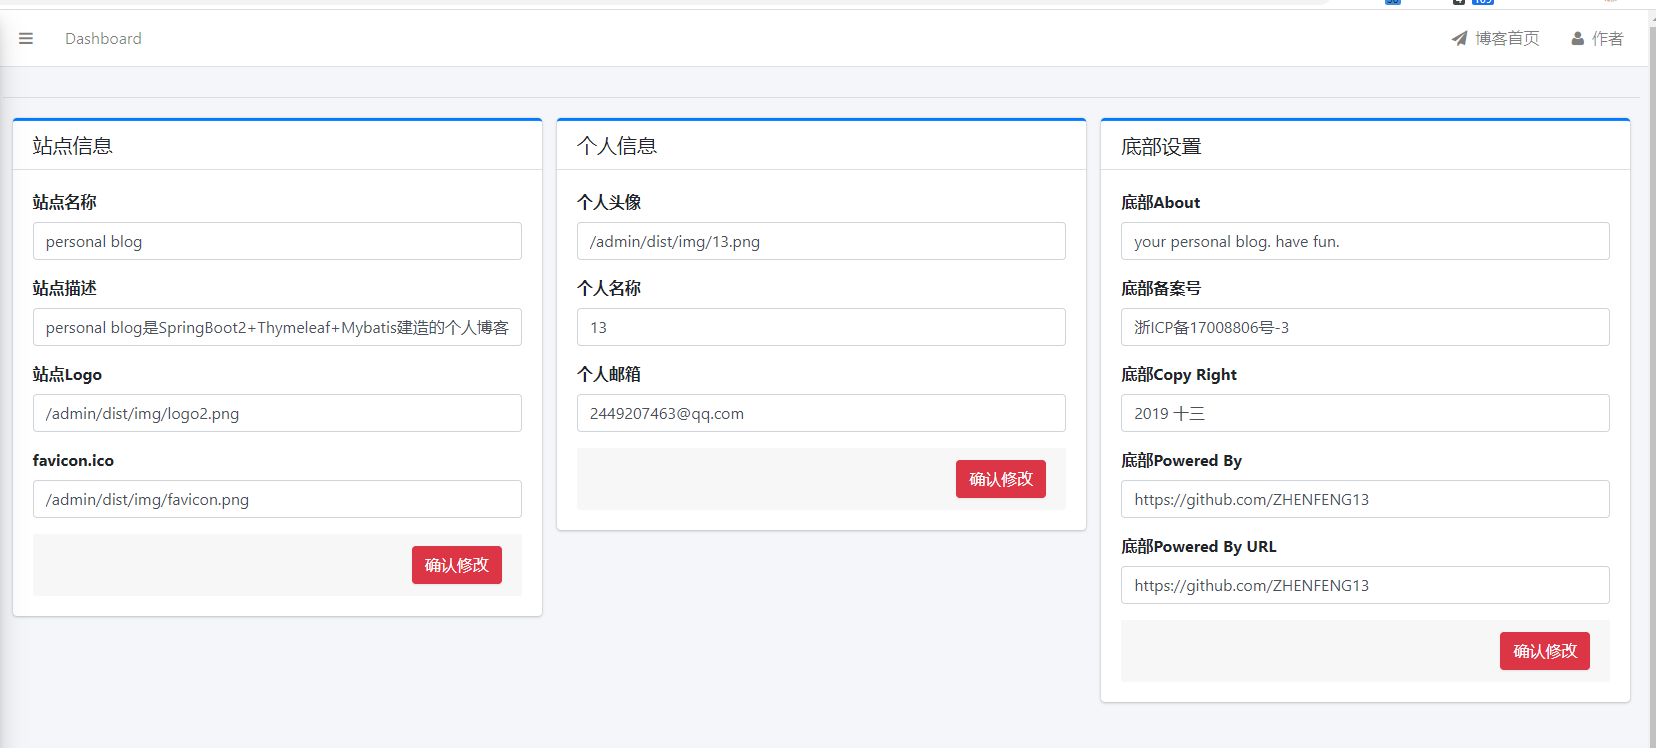 Dashboard
博客首页
作者
站点信息
站点名称
personal blog
站点描述
personal blog是SpringBoot2+Thymeleaf+Mybatis建造的个人博客
站点Logo
/admin/dist/img/logo2.png
favicon.ico
/admin/dist/img/favicon.png
确认修改
个人信息
个人头像
/admin/dist/img/13.png
个人名称
13
个人邮箱
2449207463@qq.com
确认修改
底部设置
底部About
your personal blog. have fun.
底部备案号
浙ICP备17008806号-3
底部Copy Right
2019 十三
底部Powered By
https://github.com/ZHENFENG13
底部Powered By URL
https://github.com/ZHENFENG13
确认修改